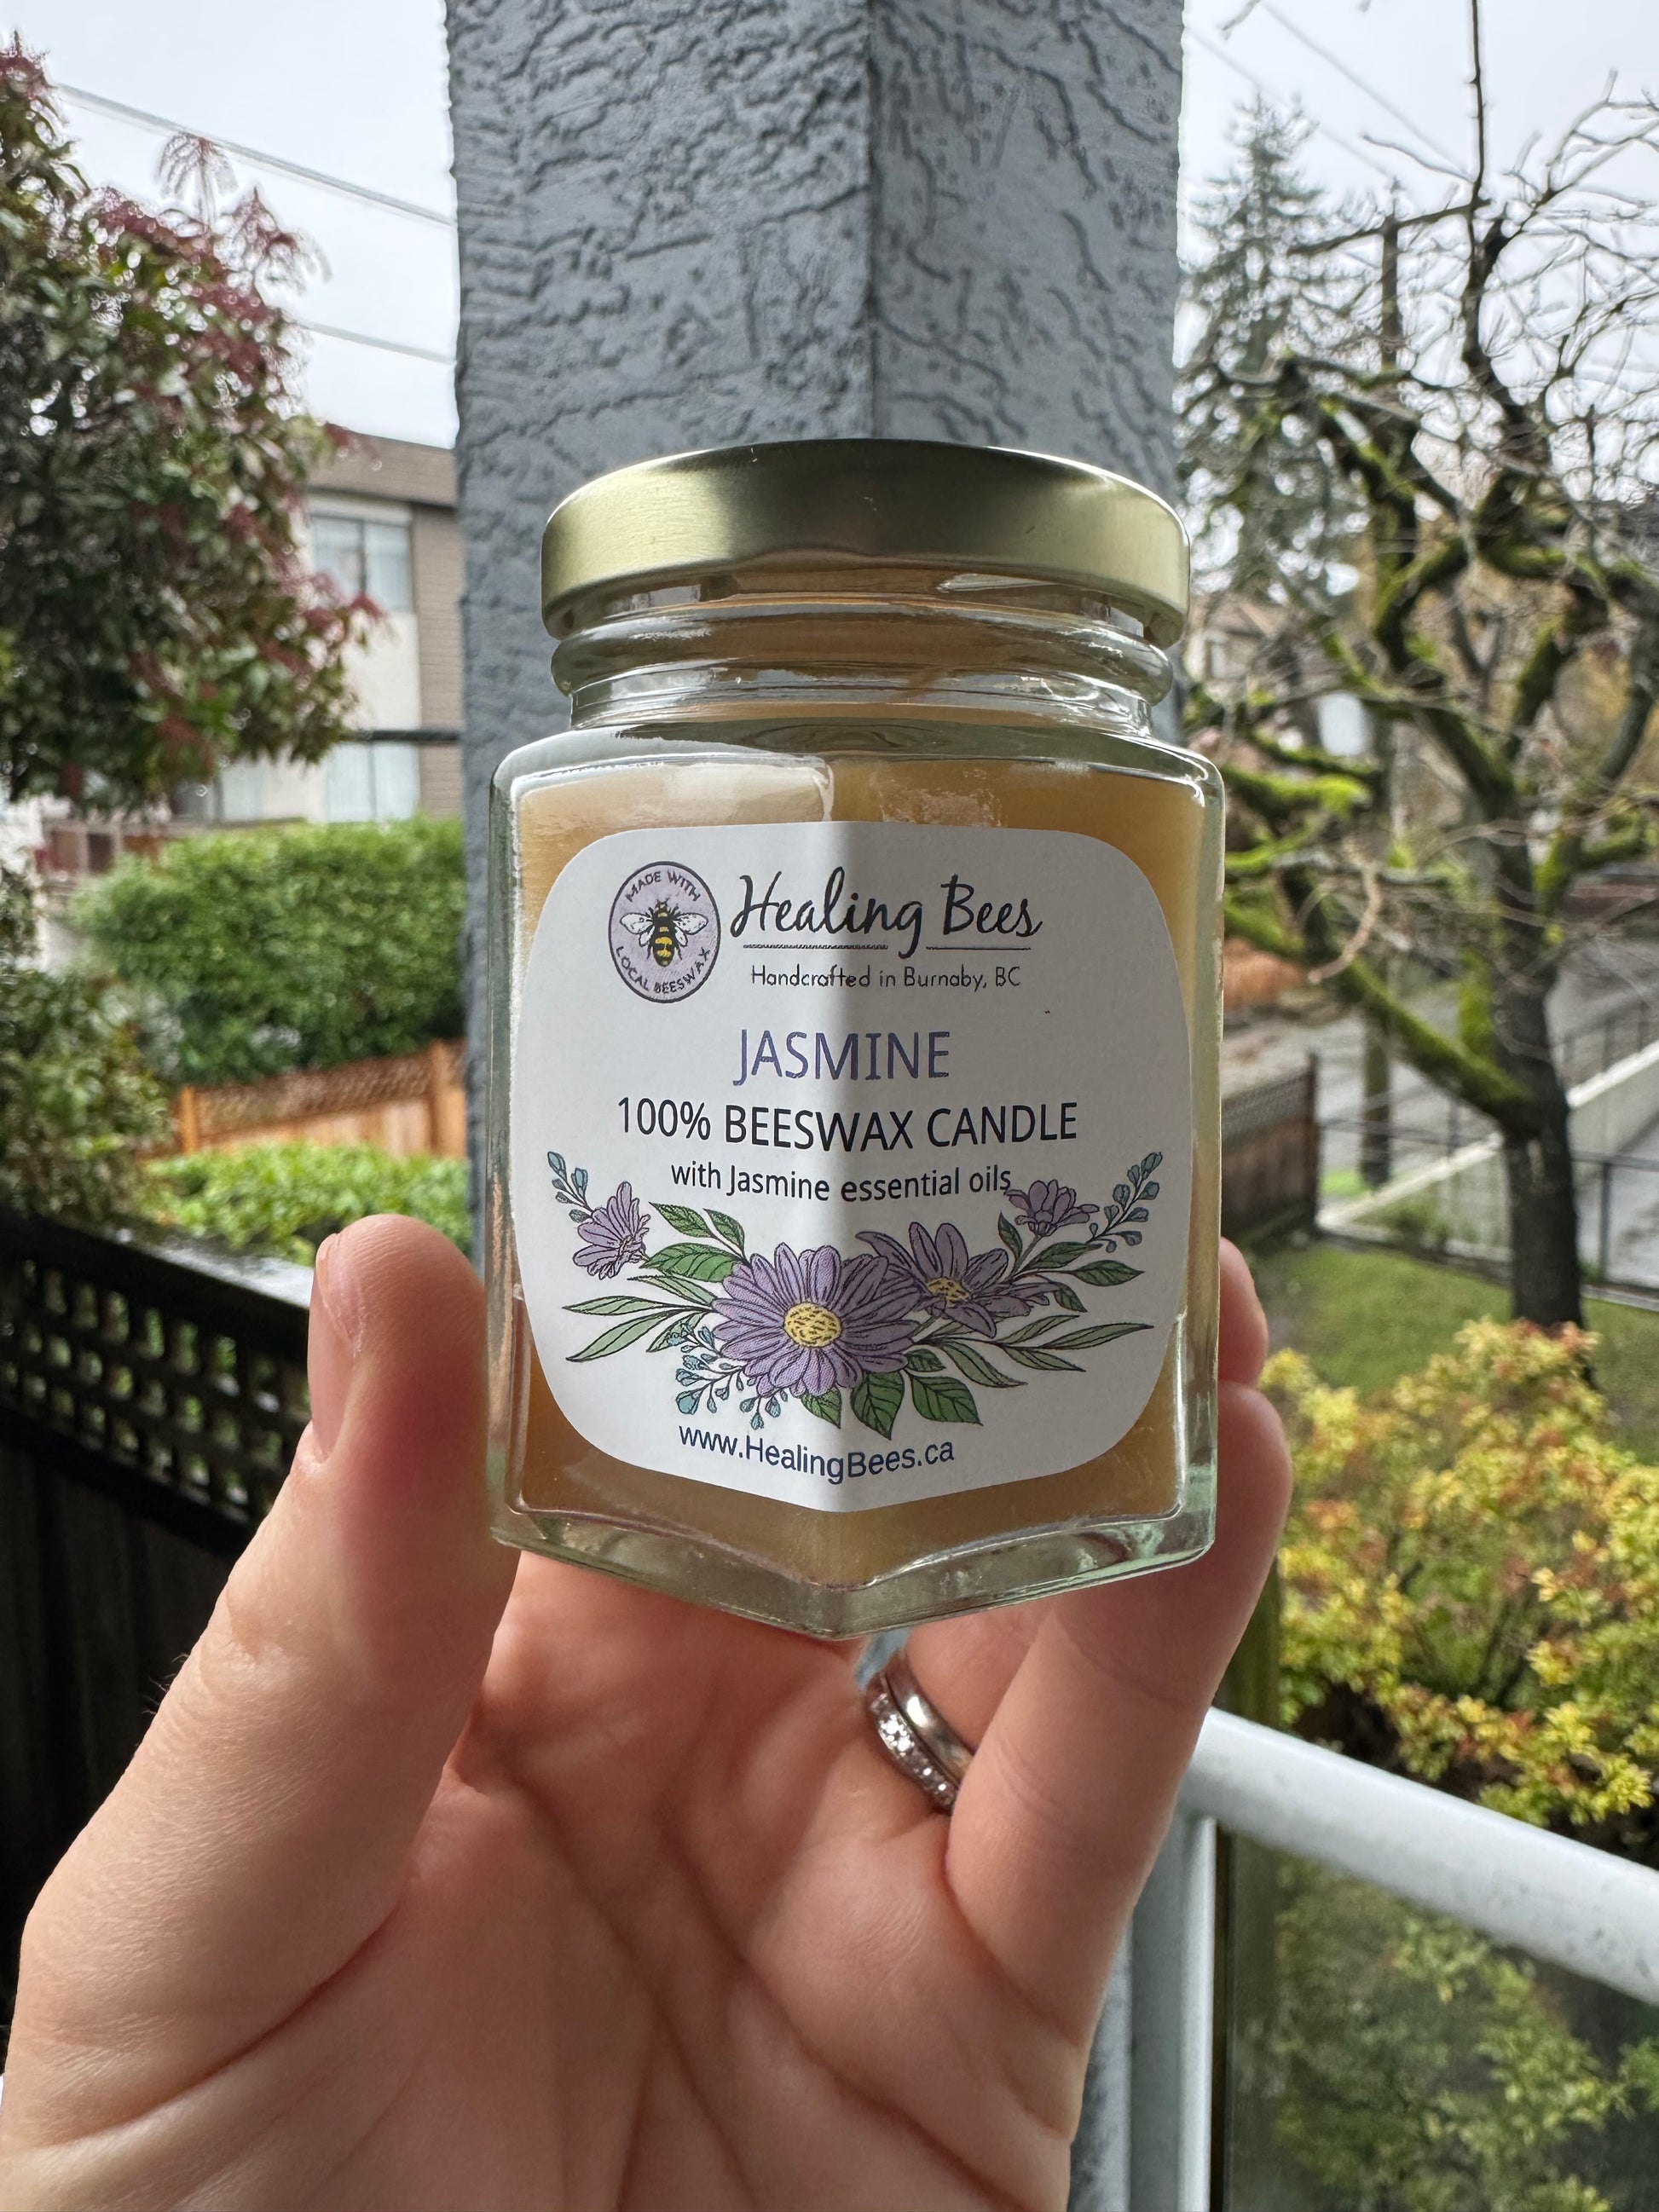 MADE WITH
LOCAL BEESWAX
Healing Bees
Handcrafted in Burnaby, BC
JASMINE
100% BEESWAX CANDLE
with Jasmine essential oils
www.HealingBees.ca